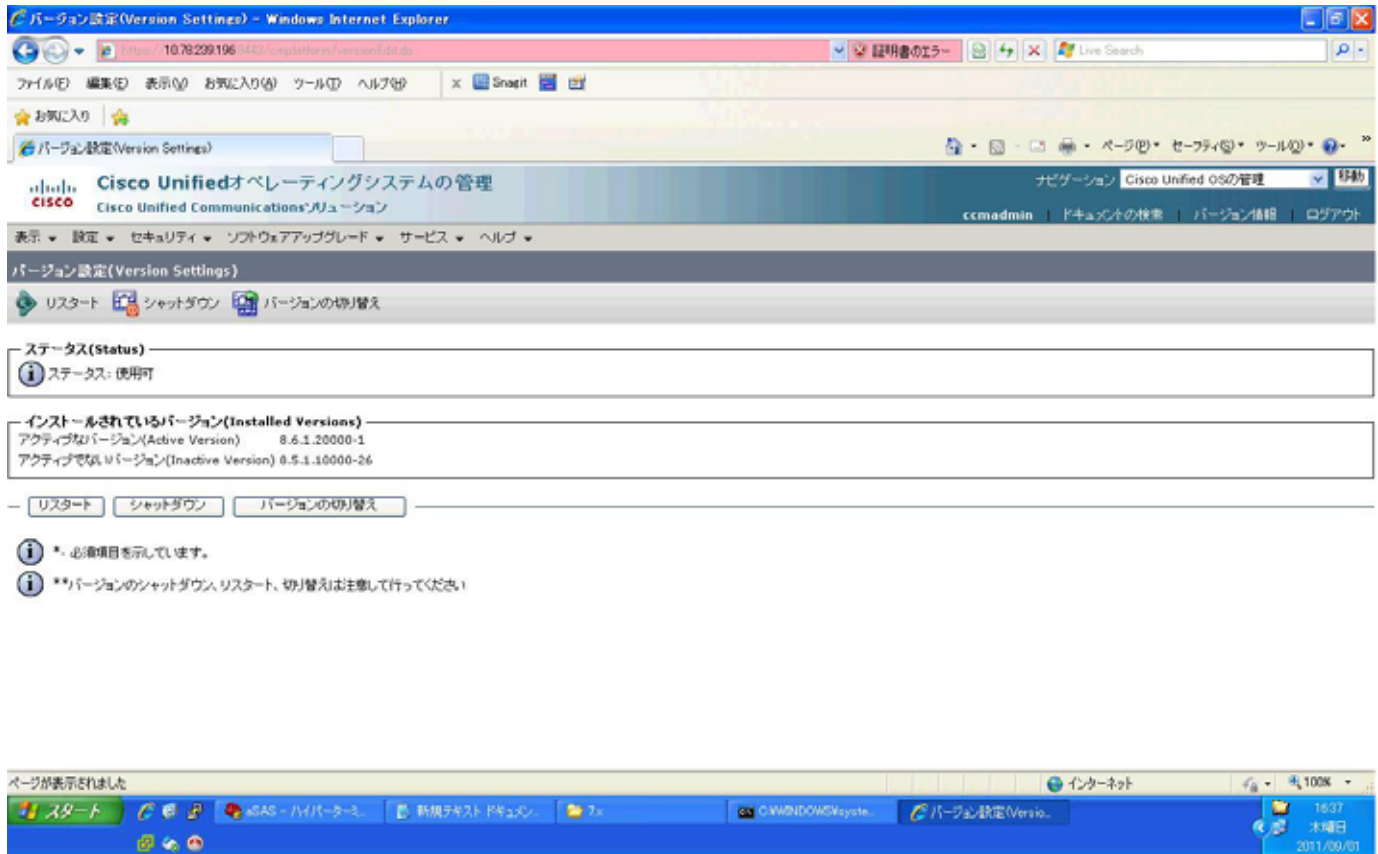 バージョン設定(Version Settings) - Windows Internet Explorer
https://10.78.239.196:8443/cmplatform/versionEdit.do
証明書のエラー
Live Search
ファイル(F) 編集(E) 表示(V) お気に入り(A) ツール(T) ヘルプ(H) x Snagit
お気に入り
バージョン設定(Version Settings)
ページ(P) セーフティ(S) ツール(O)
CISCO
Cisco Unifiedオペレーティングシステムの管理
Cisco Unified Communicationsソリューション
ナビゲーション Cisco Unified OSの管理 移動
ccmadmin | ドキュメントの検索 | バージョン情報 | ログアウト
表示 設定 セキュリティ ソフトウェアアップグレード サービス ヘルプ
バージョン設定(Version Settings)
リスタート シャットダウン バージョンの切り替え
ステータス(Status)
ステータス: 使用可
インストールされているバージョン(Installed Versions)
アクティブなバージョン(Active Version) 8.6.1.20000-1
アクティブでないバージョン(Inactive Version) 8.5.1.10000-26
リスタート シャットダウン バージョンの切り替え
*- 必須項目を示しています。
**バージョンのシャットダウン、リスタート、切り替えは注意して行ってください
ページが表示されました
インターネット
100%
スタート
aSAS - ハイパーターミ...
新規テキスト ドキュメン...
7.x
C:¥WINDOWS¥syste...
バージョン設定(Versio...
16:37
木曜日
2011/09/01